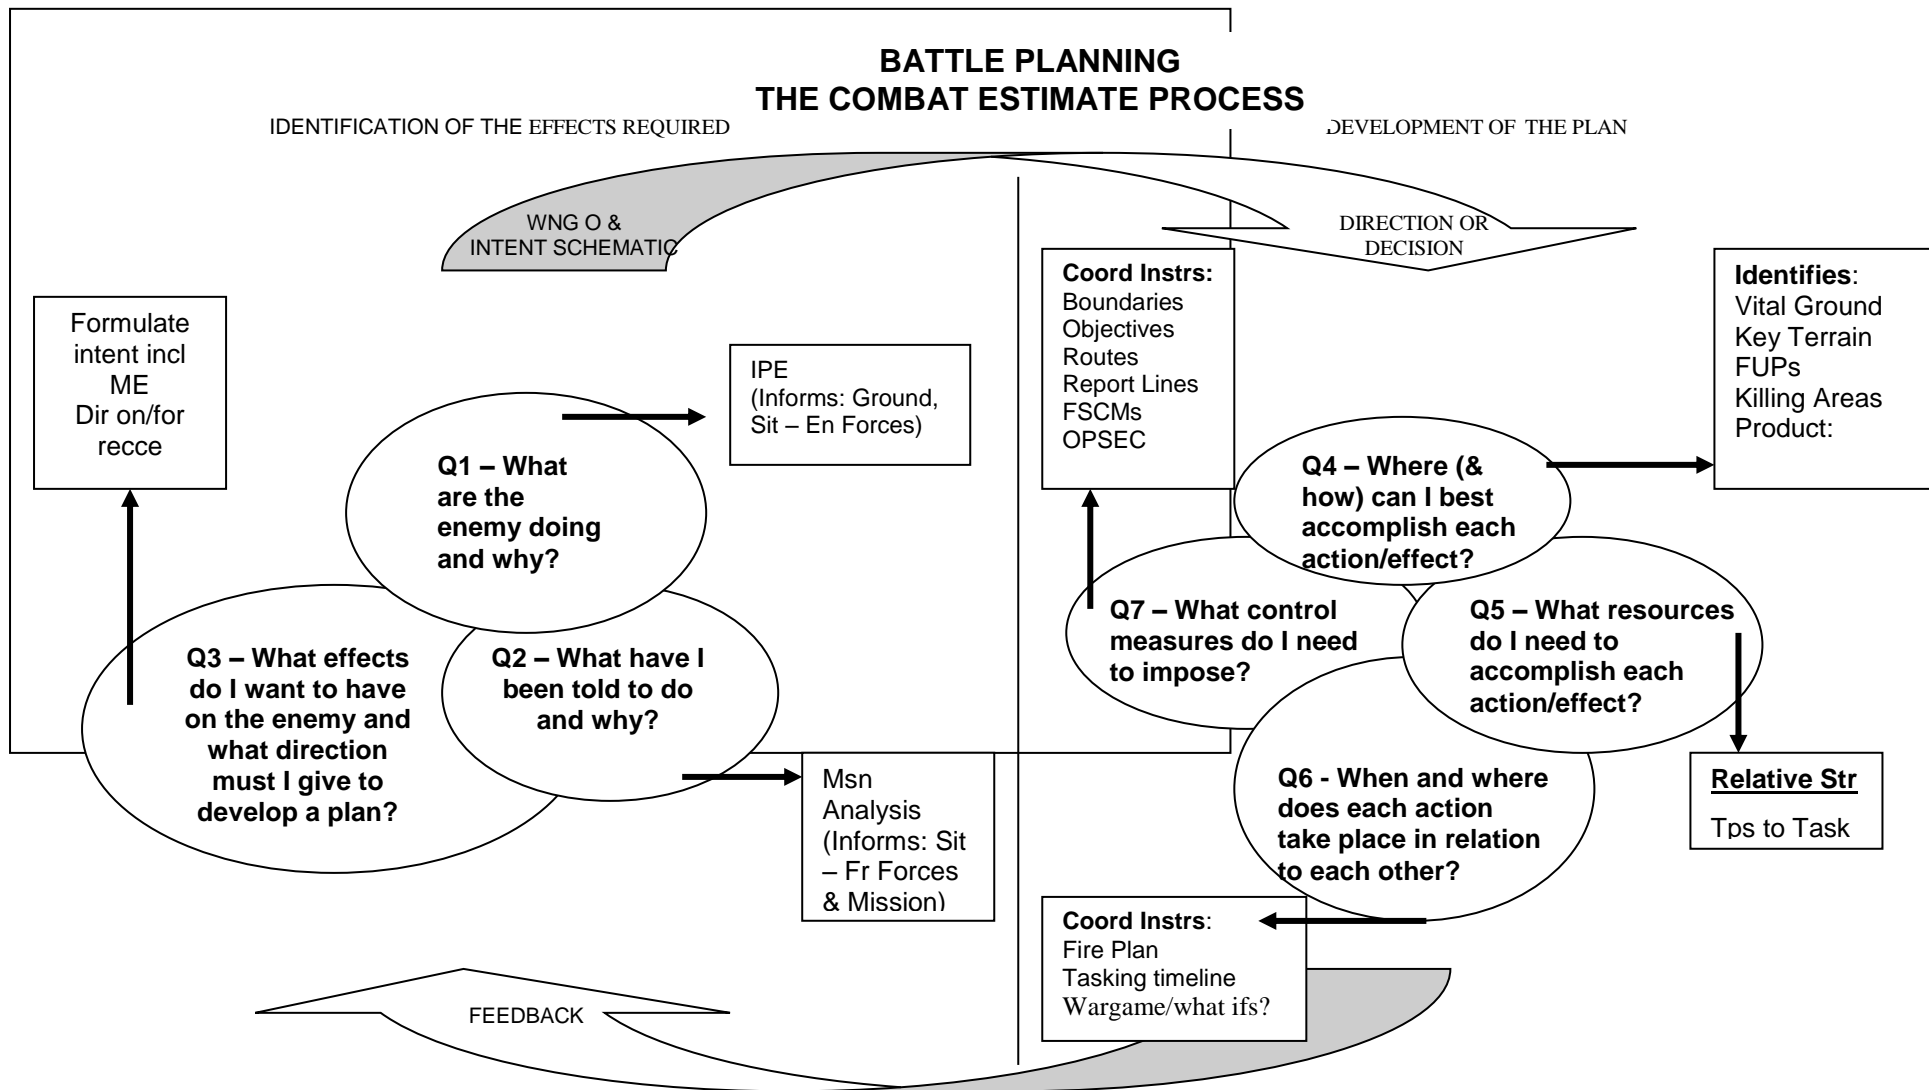 BATTLE PLANNING
THE COMBAT ESTIMATE PROCESS
IDENTIFICATION OF THE EFFECTS REQUIRED
DEVELOPMENT OF THE PLAN
WNG O &
INTENT SCHEMATIC
DIRECTION OR
DECISION
Formulate
intent incl
ME
Dir on/for
recce
IPE
(Informs: Ground,
Sit – En Forces)
Q1 – What
are the
enemy doing
and why?
Q3 – What effects
do I want to have
on the enemy and
what direction
must I give to
develop a plan?
Q2 – What have I
been told to do
and why?
Msn
Analysis
(Informs: Sit
– Fr Forces
& Mission)
Coord Instrs:
Boundaries
Objectives
Routes
Report Lines
FSCMs
OPSEC
Identifies:
Vital Ground
Key Terrain
FUPs
Killing Areas
Product:
Q4 – Where (&
how) can I best
accomplish each
action/effect?
Q7 – What control
measures do I need
to impose?
Q5 – What resources
do I need to
accomplish each
action/effect?
Q6 - When and where
does each action
take place in relation
to each other?
Relative Str
Tps to Task
Coord Instrs:
Fire Plan
Tasking timeline
Wargame/what ifs?
FEEDBACK